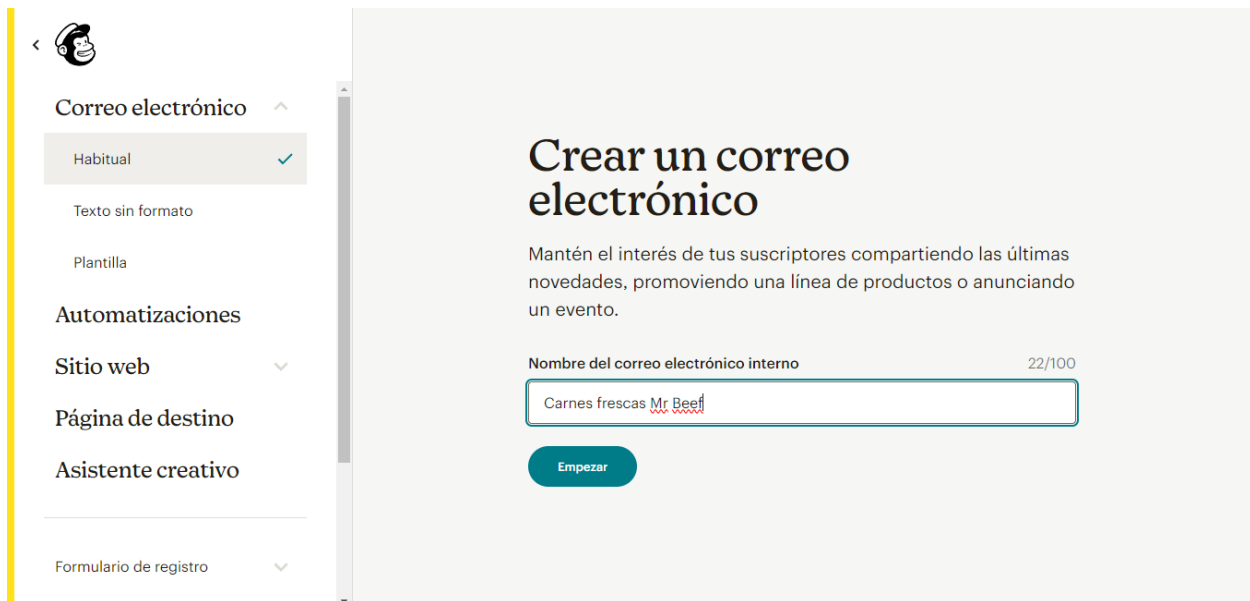 Correo electrónico
Habitual
Texto sin formato
Plantilla
Automatizaciones
Sitio web
Página de destino
Asistente creativo
Formulario de registro
Crear un correo
electrónico
Mantén el interés de tus suscriptores compartiendo las últimas
novedades, promoviendo una línea de productos o anunciando
un evento.
Nombre del correo electrónico interno 22/100
Carnes frescas Mr Beef
Empezar